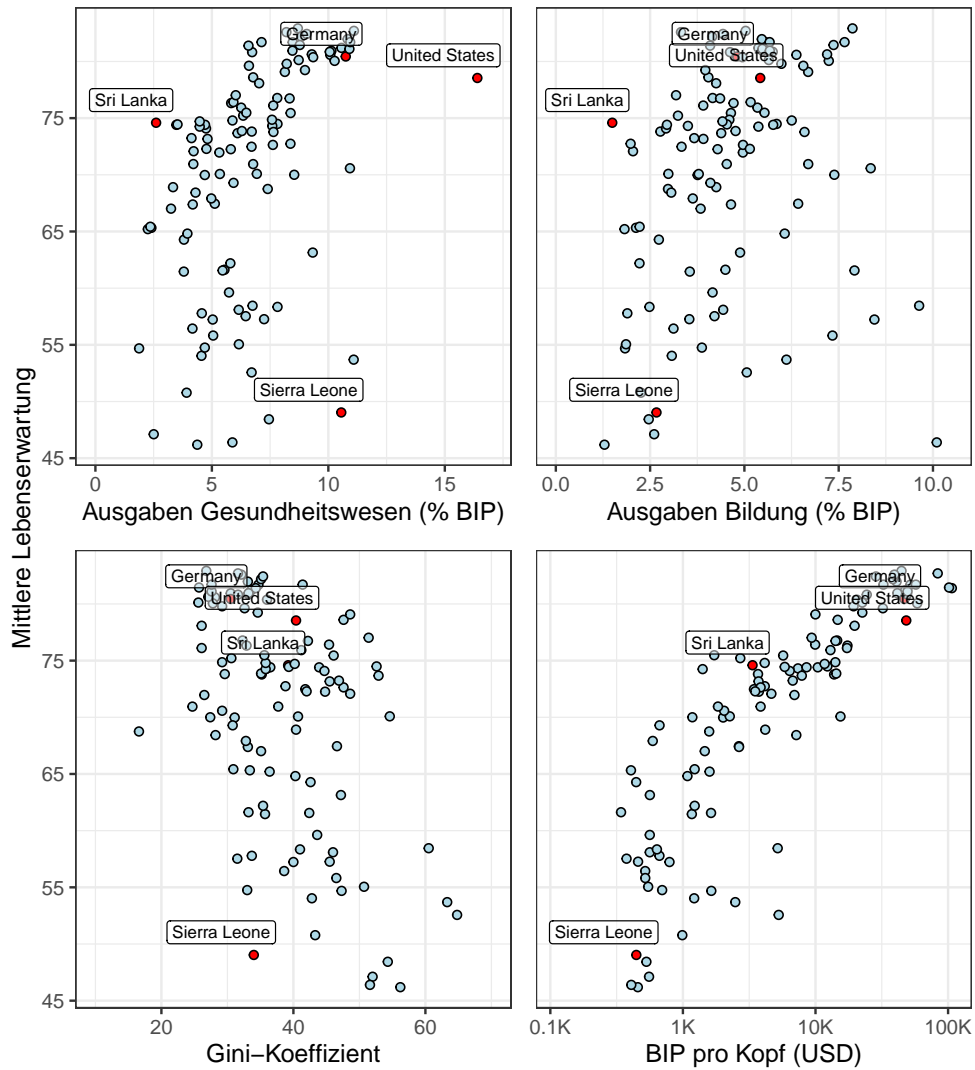 Mittlere Lebenserwartung
Germany
United States
Sri Lanka
Sierra Leone
75
65
55
45
0
5
10
15
Ausgaben Gesundheitswesen (% BIP)
Germany
United States
Sri Lanka
Sierra Leone
0.0
2.5
5.0
7.5
10.0
Ausgaben Bildung (% BIP)
Germany
United States
Sri Lanka
Sierra Leone
75
65
55
45
20
40
60
Gini−Koeffizient
Germany
United States
Sri Lanka
Sierra Leone
0.1K
1K
10K
100K
BIP pro Kopf (USD)